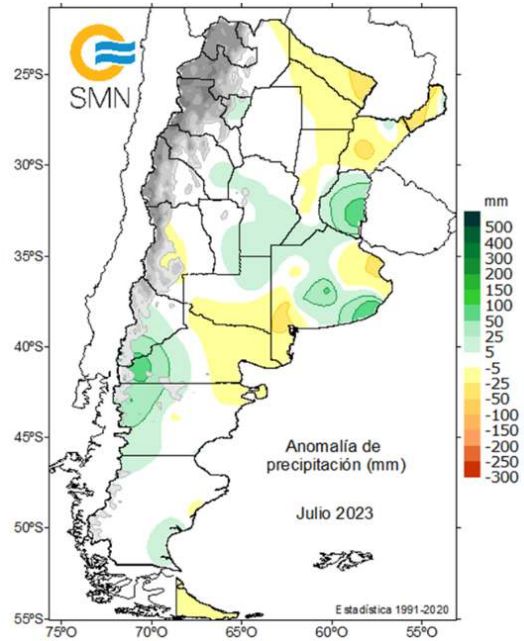 SMN
25ºS
30ºS
35ºS
40ºS
45ºS
50ºS
55ºS
75ºO
70ºO
65ºO
60ºO
55ºO
Anomalía de
precipitación (mm)
Julio 2023
Estadística 1991-2020
mm
500
400
300
200
150
100
50
25
5
-5
-25
-50
-100
-150
-200
-250
-300